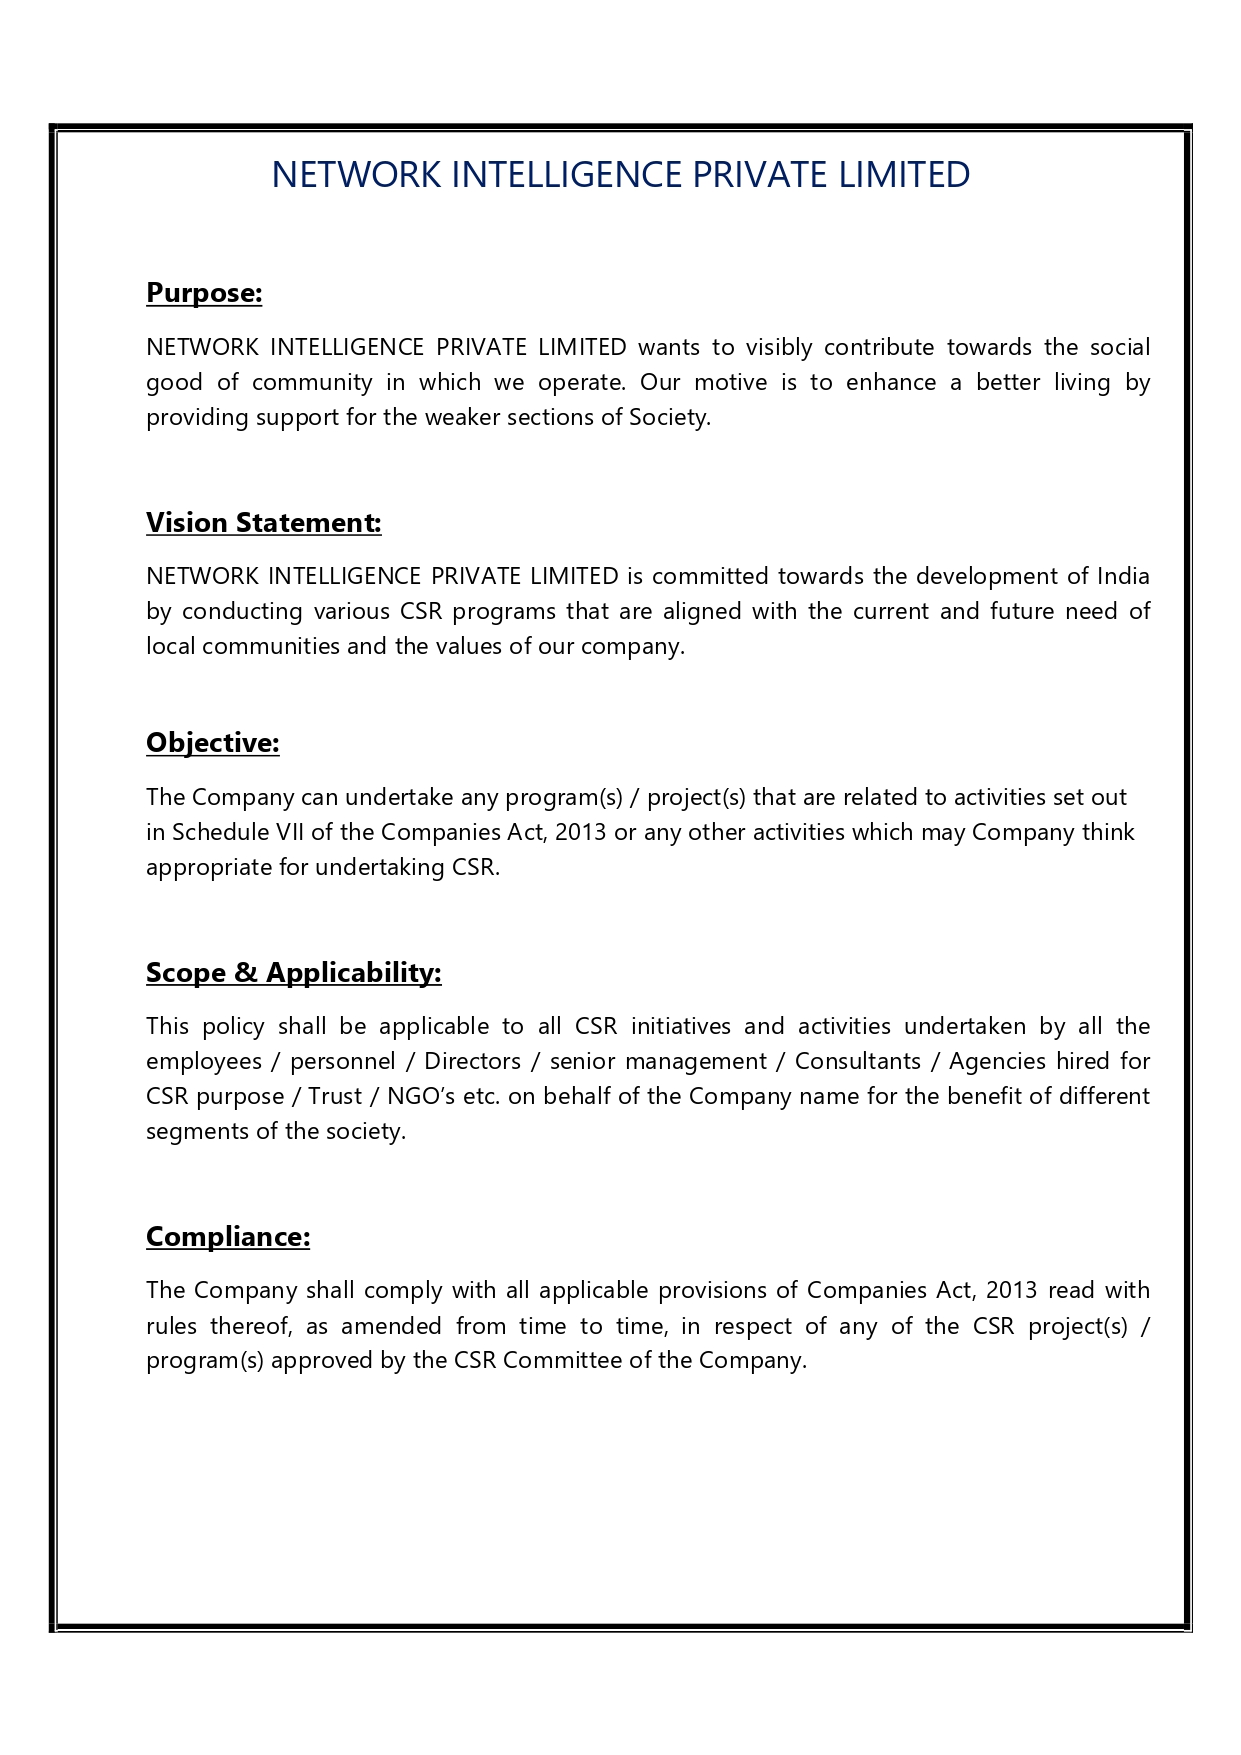 NETWORK INTELLIGENCE PRIVATE LIMITED
Purpose:
NETWORK INTELLIGENCE PRIVATE LIMITED wants to visibly contribute towards the social
good of community in which we operate. Our motive is to enhance a better living by
providing support for the weaker sections of Society.
Vision Statement:
NETWORK INTELLIGENCE PRIVATE LIMITED is committed towards the development of India
by conducting various CSR programs that are aligned with the current and future need of
local communities and the values of our company.
Objective:
The Company can undertake any program(s) / project(s) that are related to activities set out
in Schedule VII of the Companies Act, 2013 or any other activities which may Company think
appropriate for undertaking CSR.
Scope & Applicability:
This policy shall be applicable to all CSR initiatives and activities undertaken by all the
employees / personnel / Directors / senior management / Consultants / Agencies hired for
CSR purpose / Trust / NGO’s etc. on behalf of the Company name for the benefit of different
segments of the society.
Compliance:
The Company shall comply with all applicable provisions of Companies Act, 2013 read with
rules thereof, as amended from time to time, in respect of any of the CSR project(s) /
program(s) approved by the CSR Committee of the Company.